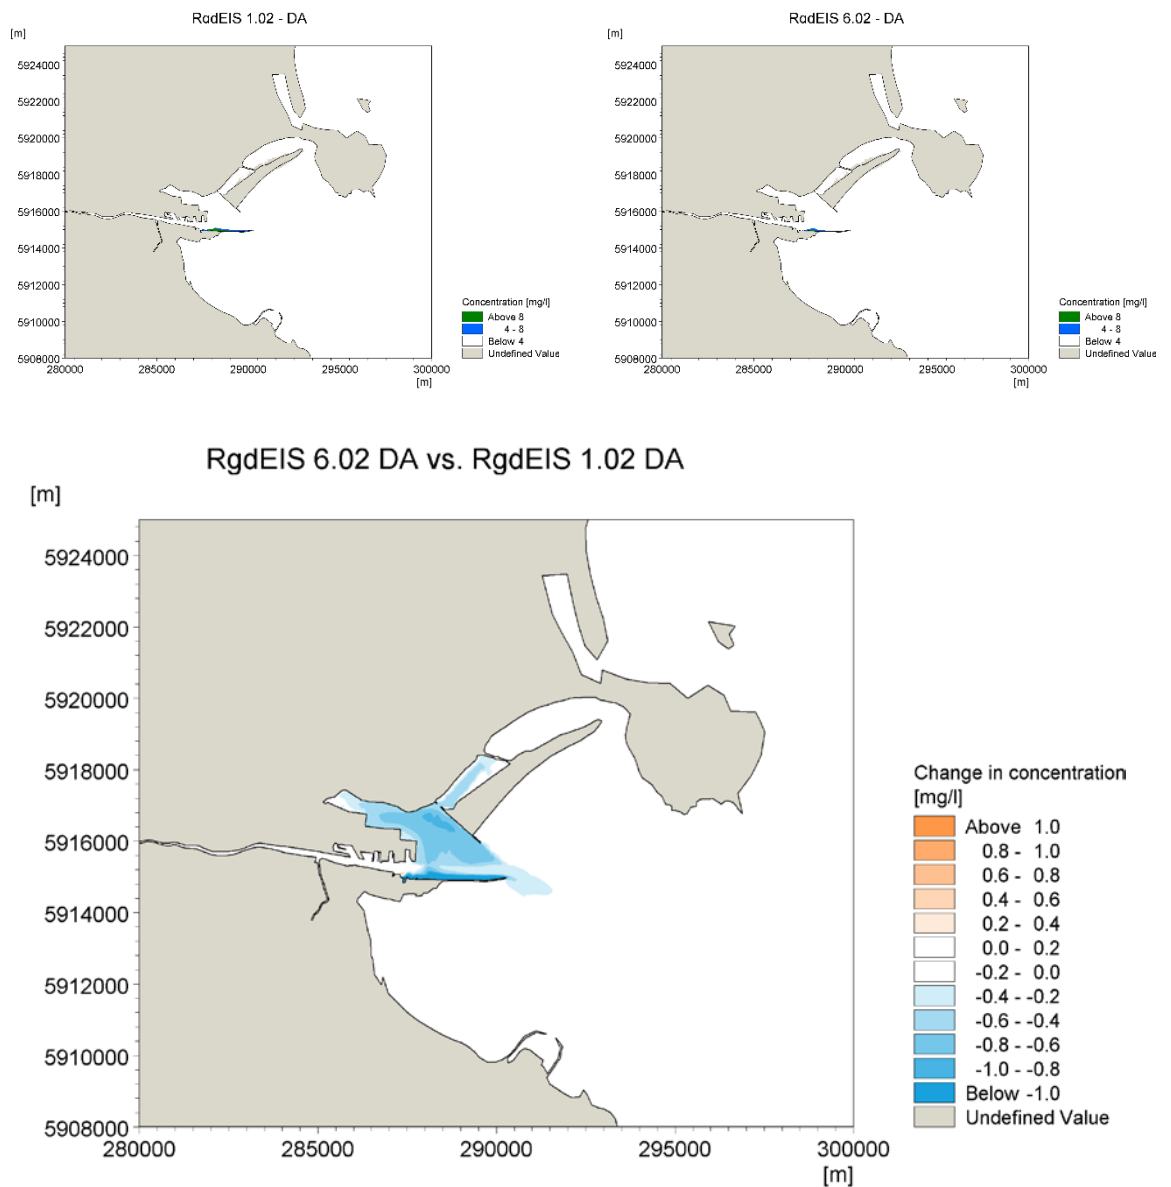 RgdEIS 1.02 - DA
[m]
5924000
5922000
5920000
5918000
5916000
5914000
5912000
5910000
5908000
280000 285000 290000 295000 300000
[m]
Concentration [mg/l]
Above 8
4 - 8
Below 4
Undefined Value
RgdEIS 6.02 - DA
[m]
5924000
5922000
5920000
5918000
5916000
5914000
5912000
5910000
5908000
280000 285000 290000 295000 300000
[m]
Concentration [mg/l]
Above 8
4 - 8
Below 4
Undefined Value
RgdEIS 6.02 DA vs. RgdEIS 1.02 DA
[m]
5924000
5922000
5920000
5918000
5916000
5914000
5912000
5910000
5908000
280000 285000 290000 295000 300000
[m]
Change in concentration
[mg/l]
Above 1.0
0.8 - 1.0
0.6 - 0.8
0.4 - 0.6
0.2 - 0.4
0.0 - 0.2
-0.2 - 0.0
-0.4 - -0.2
-0.6 - -0.4
-0.8 - -0.6
-1.0 - -0.8
Below -1.0
Undefined Value